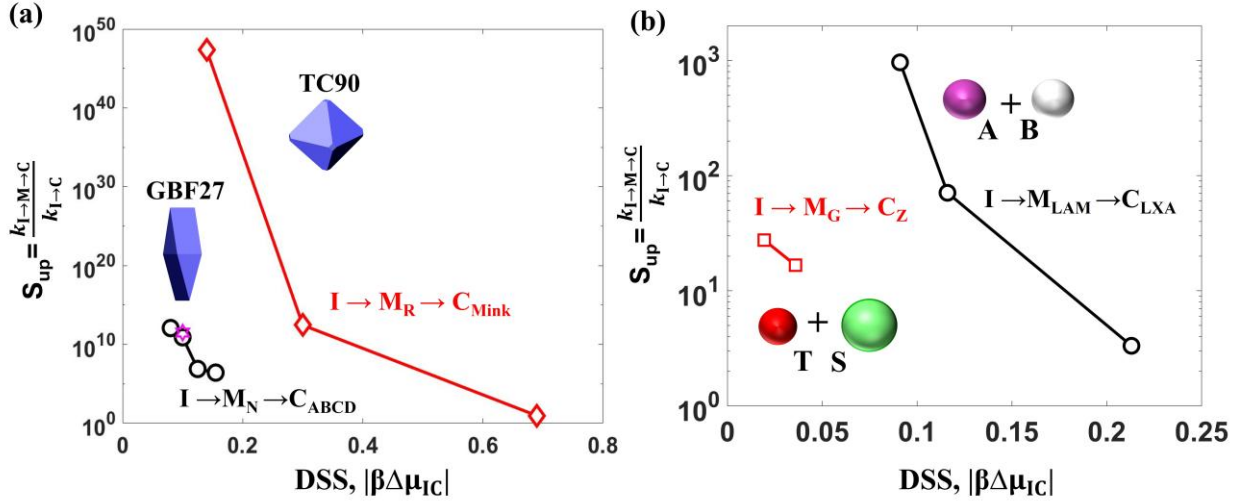 (a)
10^50
10^40
10^30
10^20
10^10
10^0
S_up = k_I→M→C / k_I→C
TC90
GBF27
I → M_R → C_Mink
I → M_N → C_ABCD
0 0.2 0.4 0.6 0.8
DSS, |βΔμ_IC|
(b)
10^3
10^2
10^1
10^0
S_up = k_I→M→C / k_I→C
A + B
I → M_LAM → C_LXA
I → M_G → C_Z
T + S
0 0.05 0.1 0.15 0.2 0.25
DSS, |βΔμ_IC|